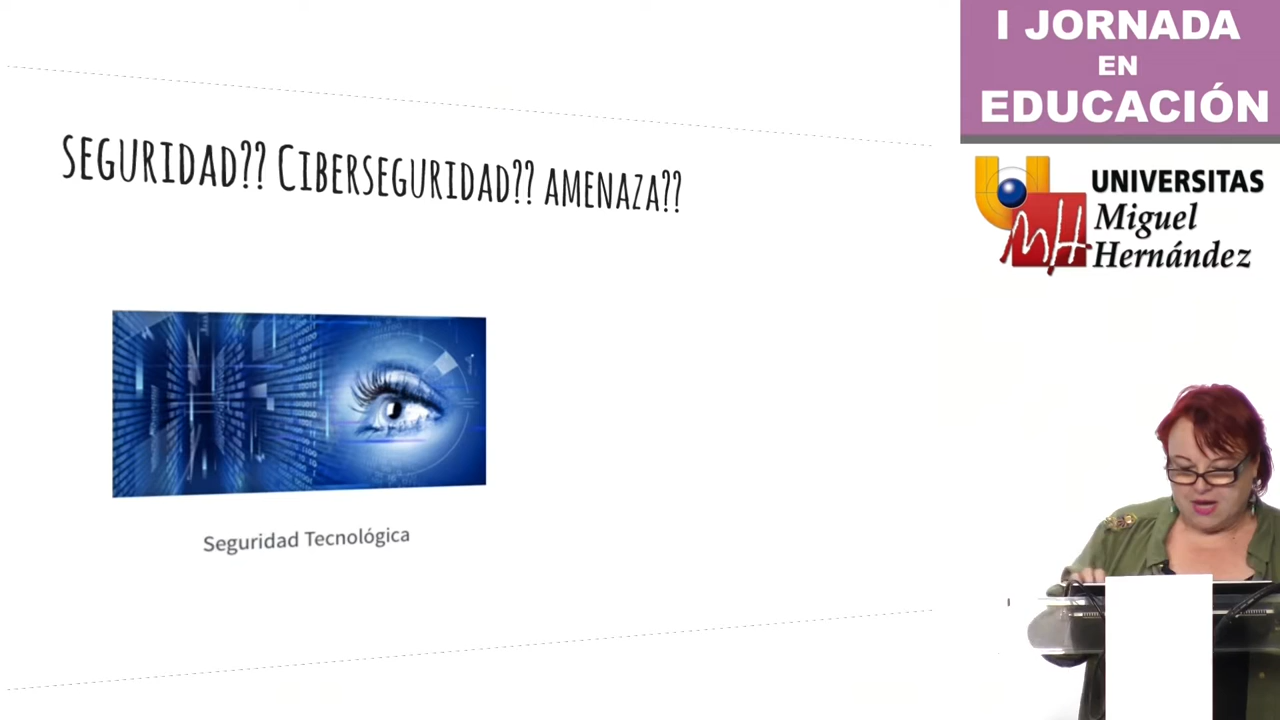 SEGURIDAD?? CIBERSEGURIDAD?? AMENAZA??
Seguridad Tecnológica
I JORNADA
EN
EDUCACIÓN
UNIVERSITAS
Miguel
Hernández